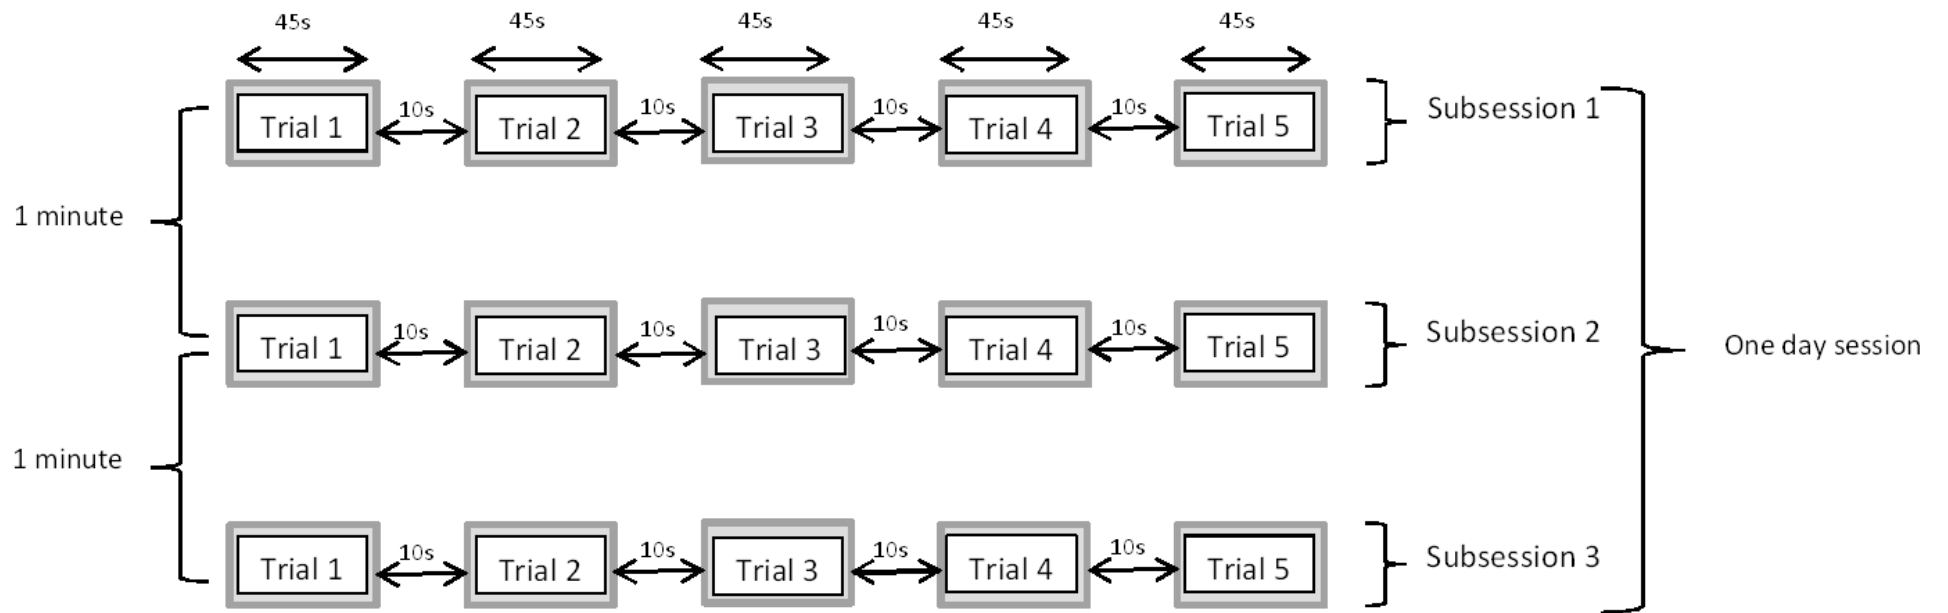 45s 45s 45s 45s 45s
10s 10s 10s 10s
Trial 1 Trial 2 Trial 3 Trial 4 Trial 5 Subsession 1
1 minute
10s 10s 10s 10s
Trial 1 Trial 2 Trial 3 Trial 4 Trial 5 Subsession 2
One day session
1 minute
10s 10s 10s 10s
Trial 1 Trial 2 Trial 3 Trial 4 Trial 5 Subsession 3